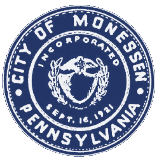 CITY OF MONESSEN
INCORPORATED
SEPT. 16, 1921
PENNSYLVANIA